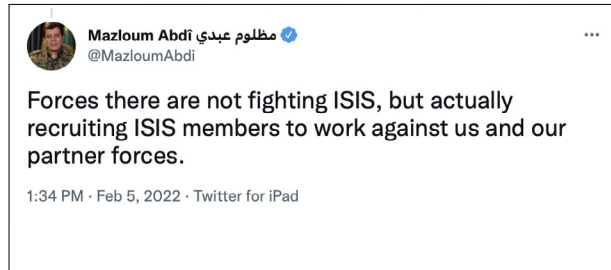 Mazloum Abdî مظلوم عبدي
@MazloumAbdi
Forces there are not fighting ISIS, but actually
recruiting ISIS members to work against us and our
partner forces.
1:34 PM · Feb 5, 2022 · Twitter for iPad